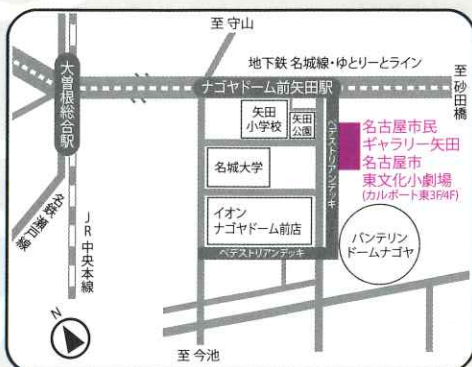 至 守山
地下鉄 名城線・ゆとりーとライン
大曽根総合駅
ナゴヤドーム前矢田駅
至 砂田橋
矢田
小学校
矢田
公園
ペデストリアンデッキ
名古屋市民
ギャラリー矢田
名古屋市
東文化小劇場
(カルポート東3F/4F)
名城大学
イオン
ナゴヤドーム前店
バンテリン
ドームナゴヤ
ペデストリアンデッキ
名鉄瀬戸線
JR中央本線
N
至 今池